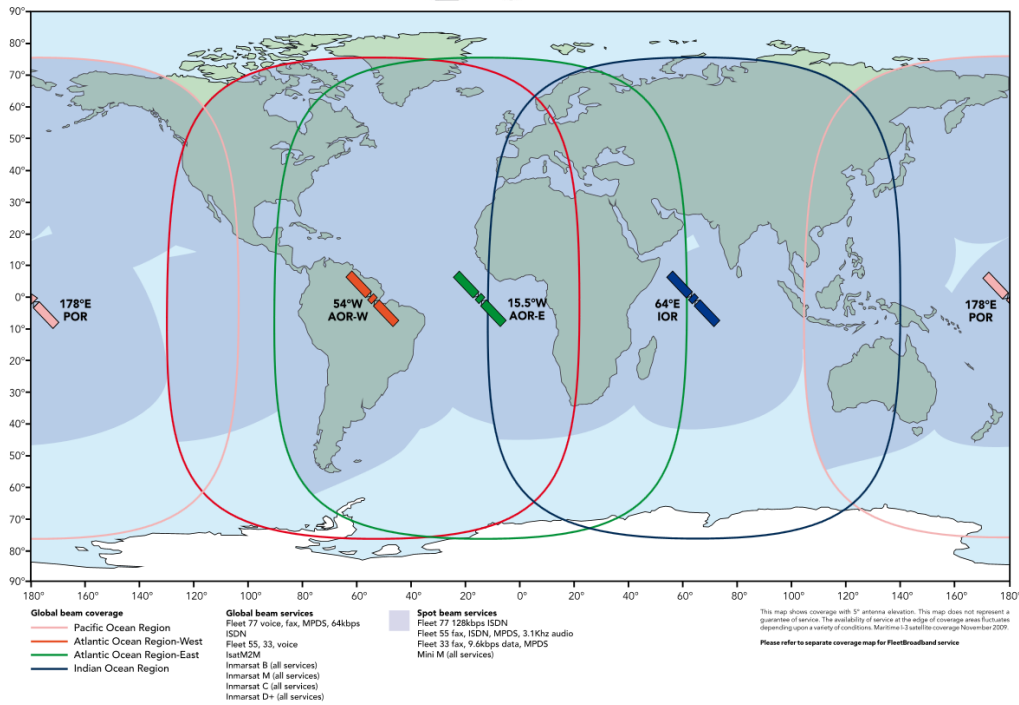 90°
80°
70°
60°
50°
40°
30°
20°
10°
0°
10°
20°
30°
40°
50°
60°
70°
80°
90°
178°E
POR
54°W
AOR-W
15.5°W
AOR-E
64°E
IOR
178°E
POR
180° 160° 140° 120° 100° 80° 60° 40° 20° 0° 20° 40° 60° 80° 100° 120° 140° 160° 180°
Global beam coverage
Pacific Ocean Region
Atlantic Ocean Region-West
Atlantic Ocean Region-East
Indian Ocean Region
Global beam services
Fleet 77 voice, fax, MPDS, 64kbps
ISDN
Fleet 55, 33, voice
IsatM2M
Inmarsat B (all services)
Inmarsat M (all services)
Inmarsat C (all services)
Inmarsat D+ (all services)
Spot beam services
Fleet 77 128kbps ISDN
Fleet 55 fax, ISDN, MPDS, 3.1Khz audio
Fleet 33 fax, 9.6kbps data, MPDS
Mini M (all services)
This map shows coverage with 5° antenna elevation. This map does not represent a
guarantee of service. The availability of service at the edge of coverage areas fluctuates
depending upon a variety of conditions. Maritime I-3 satellite coverage November 2009.
Please refer to separate coverage map for FleetBroadband service